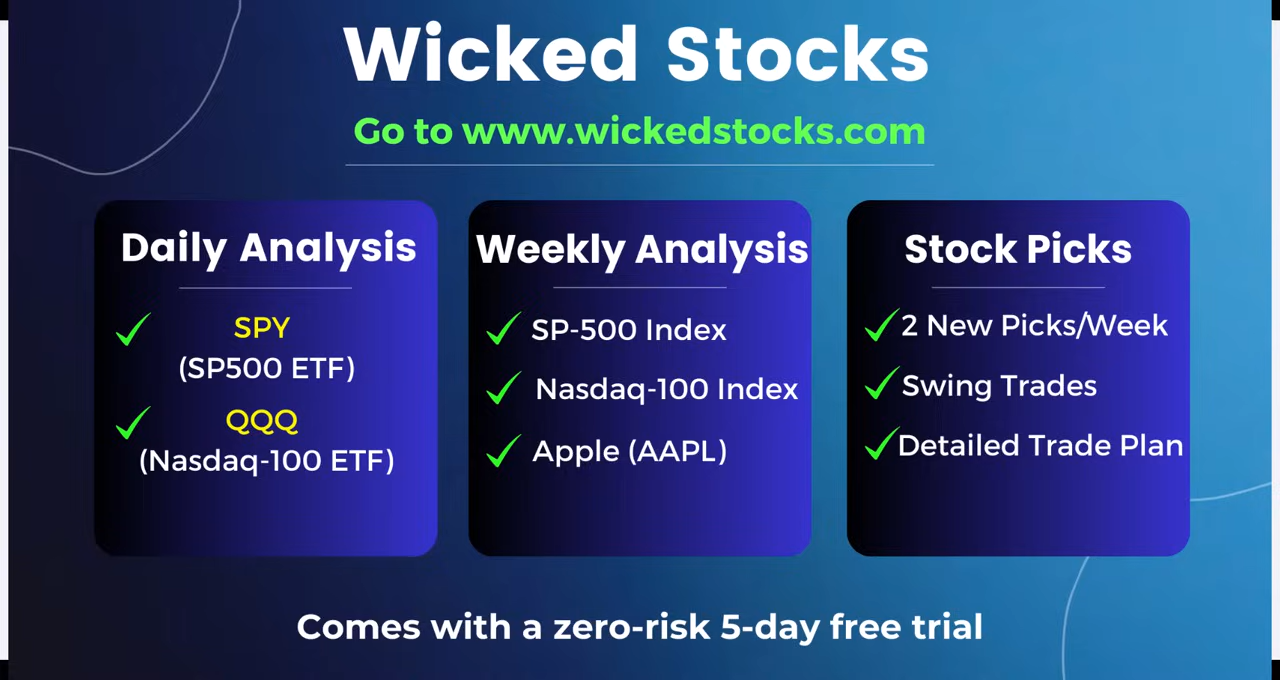 Wicked Stocks
Go to www.wickedstocks.com
Daily Analysis
SPY
(SP500 ETF)
QQQ
(Nasdaq-100 ETF)
Weekly Analysis
SP-500 Index
Nasdaq-100 Index
Apple (AAPL)
Stock Picks
2 New Picks/Week
Swing Trades
Detailed Trade Plan
Comes with a zero-risk 5-day free trial